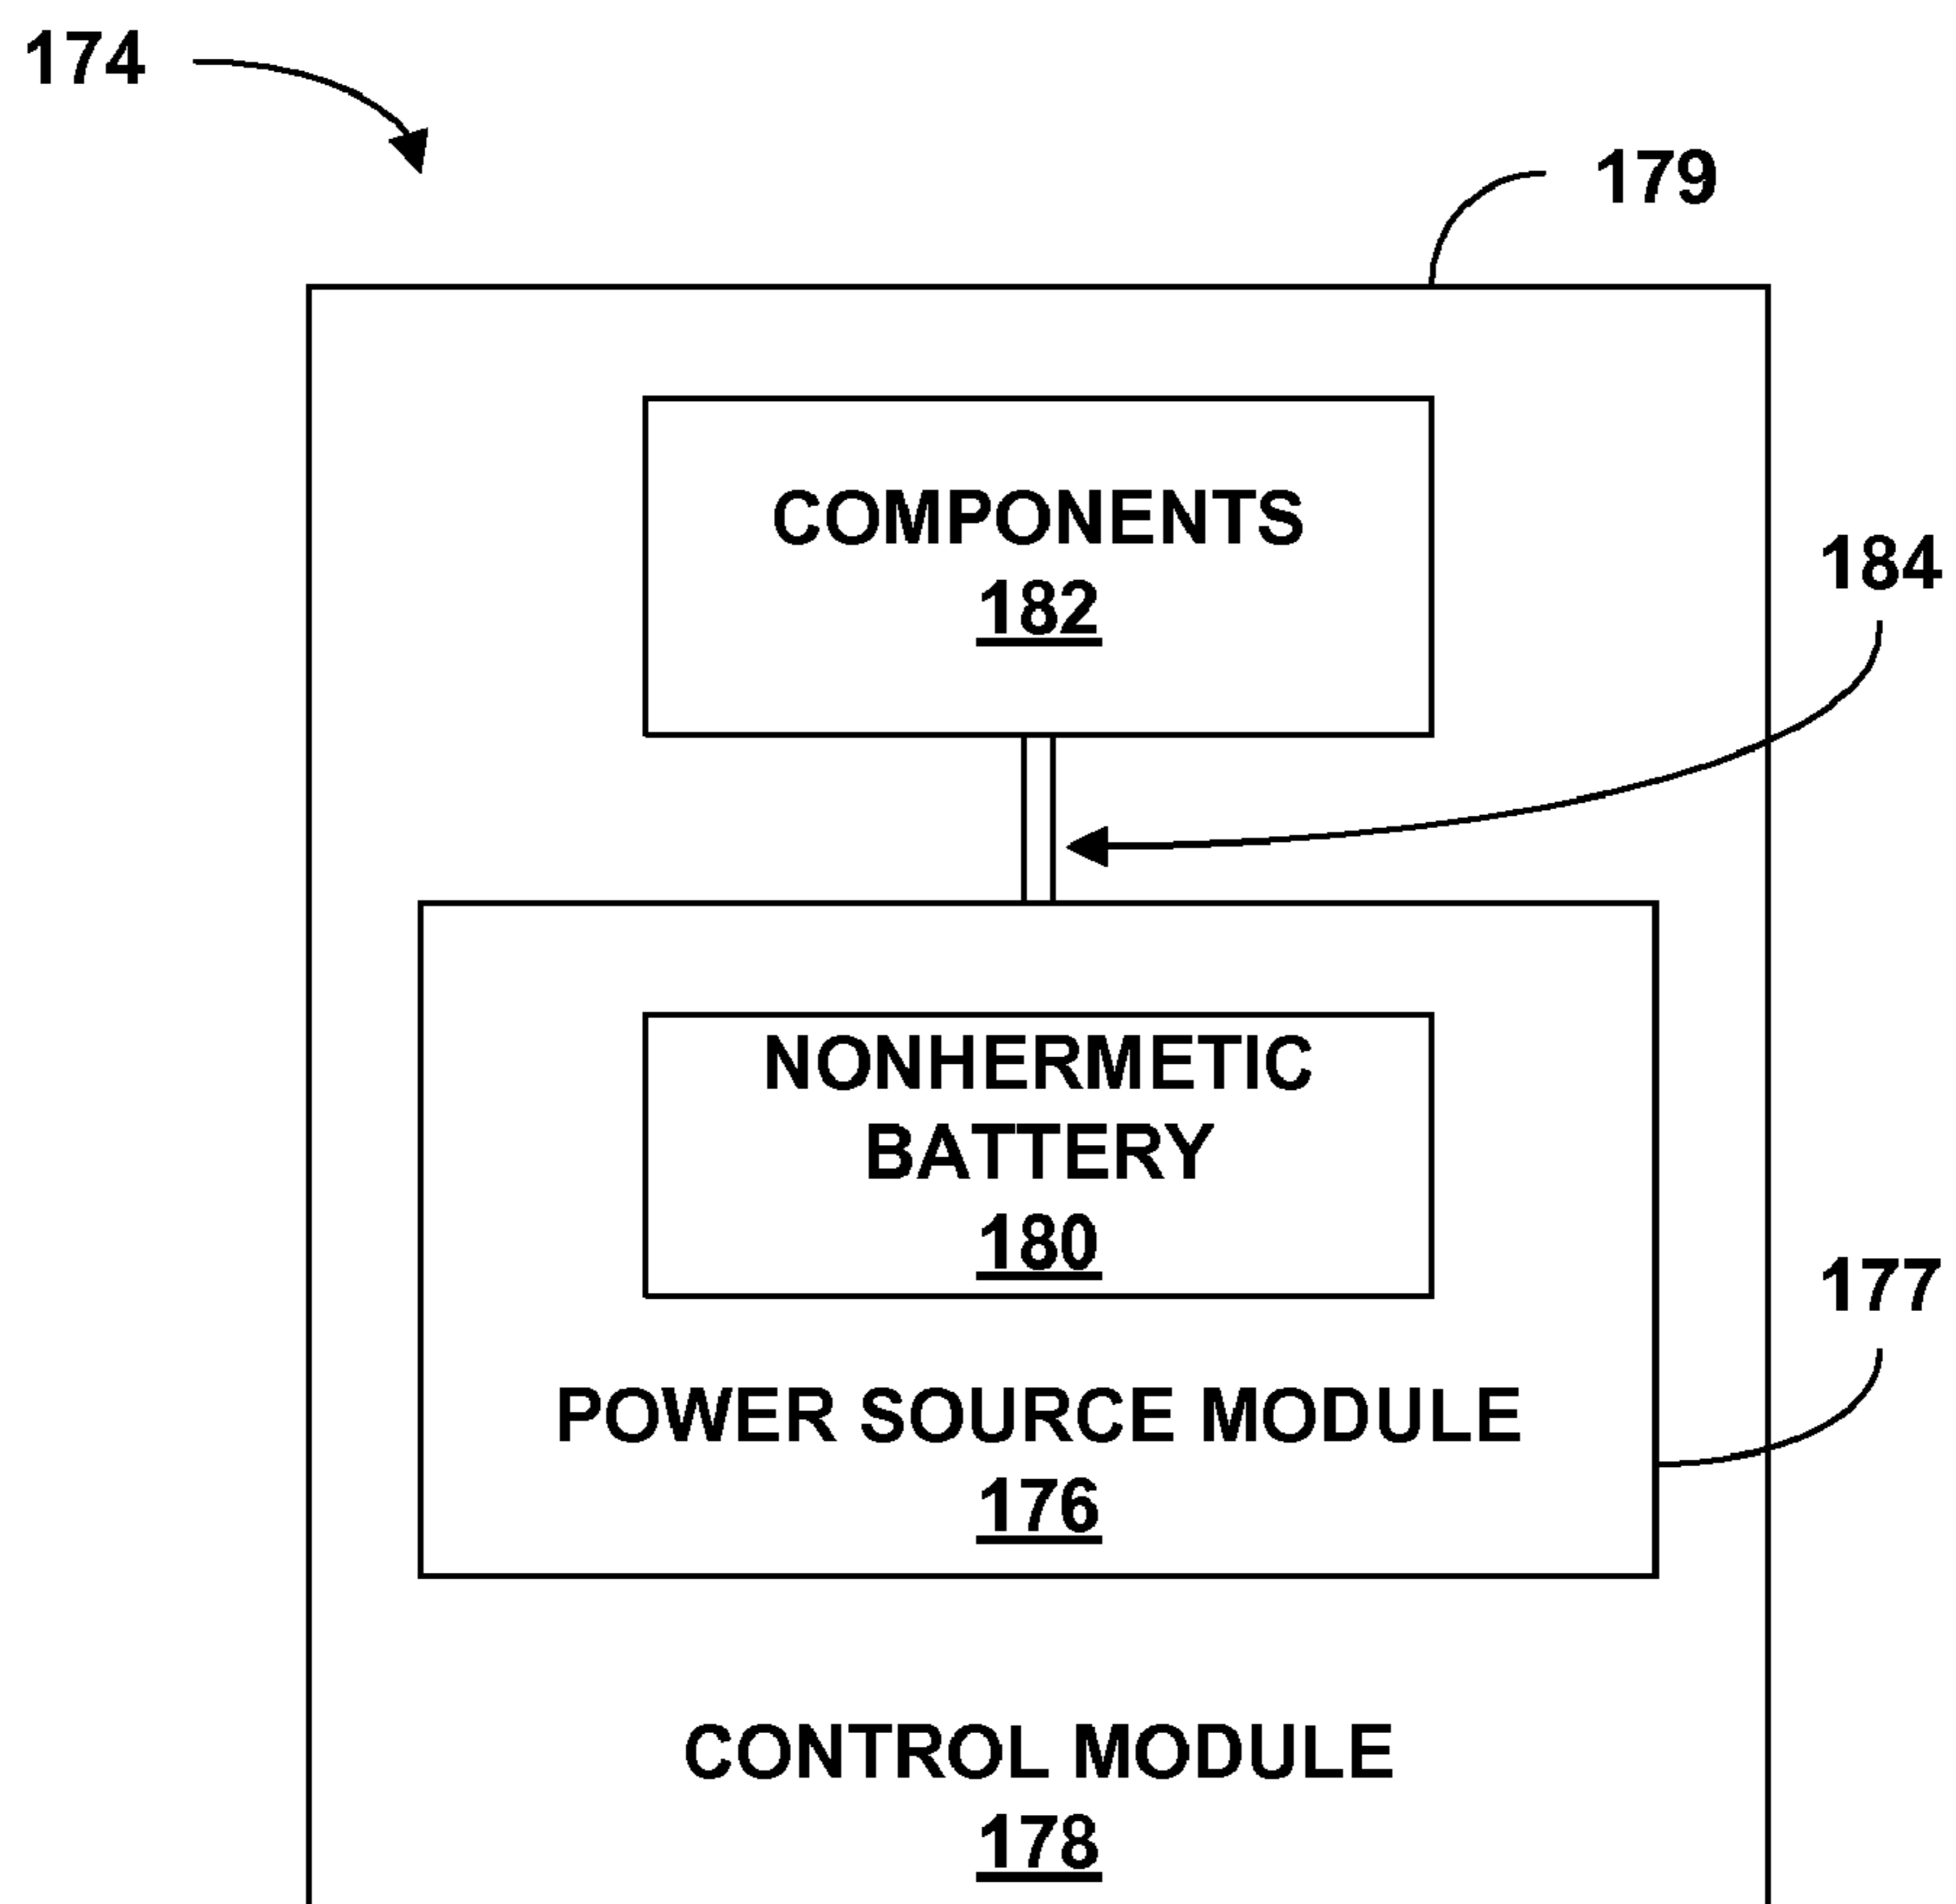 174
179
COMPONENTS
182
184
NONHERMETIC
BATTERY
180
177
POWER SOURCE MODULE
176
CONTROL MODULE
178